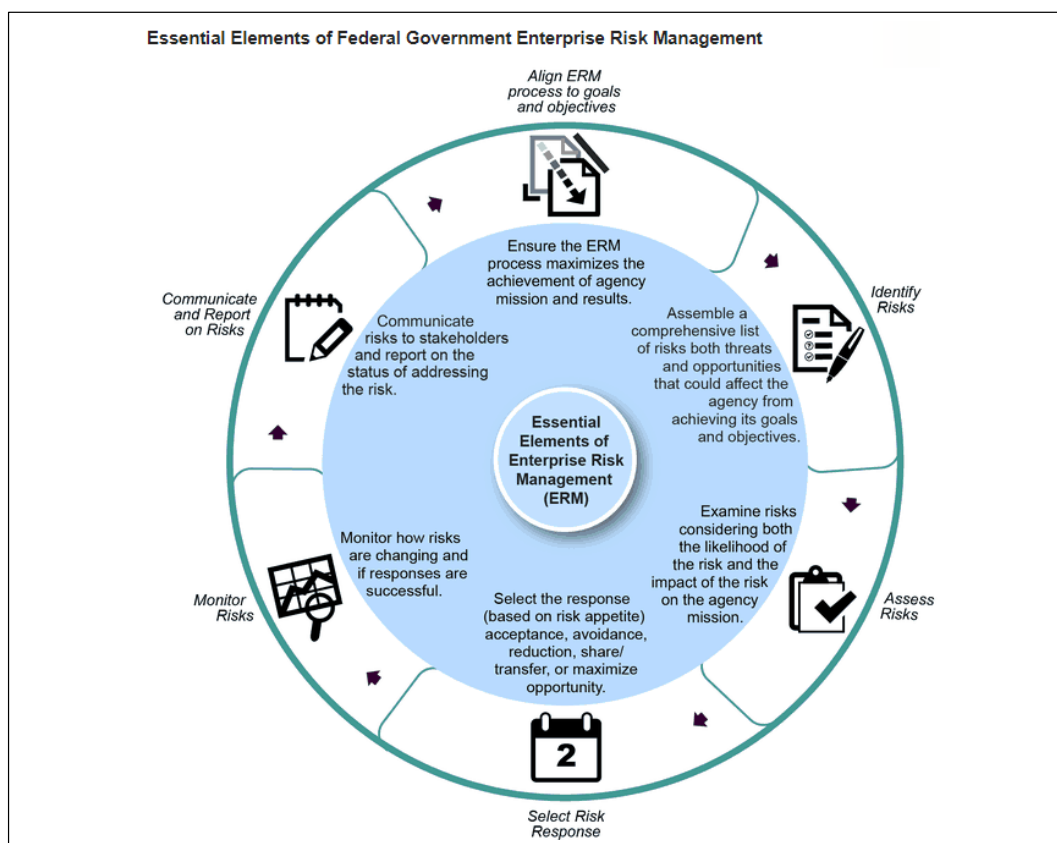 Essential Elements of Federal Government Enterprise Risk Management
Align ERM
process to goals
and objectives
Ensure the ERM
process maximizes the
achievement of agency
mission and results.
Identify
Risks
Assemble a
comprehensive list
of risks both threats
and opportunities
that could affect the
agency from
achieving its goals
and objectives.
Assess
Risks
Examine risks
considering both
the likelihood of
the risk and the
impact of the risk
on the agency
mission.
Select Risk
Response
2
Select the response
(based on risk appetite)
acceptance, avoidance,
reduction, share/
transfer, or maximize
opportunity.
Monitor
Risks
Monitor how risks
are changing and
if responses are
successful.
Communicate
and Report
on Risks
Communicate
risks to stakeholders
and report on the
status of addressing
the risk.
Essential
Elements of
Enterprise Risk
Management
(ERM)